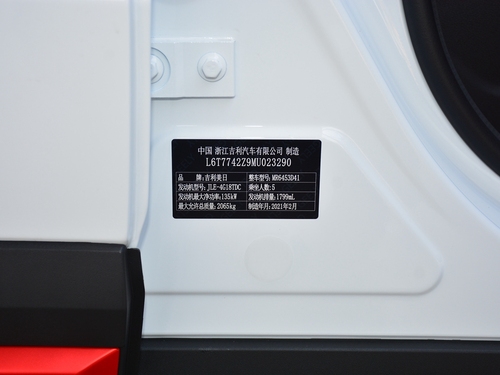 中国 浙江吉利汽车有限公司 制造
L6T7742Z9MU023290
品 牌:吉利美日 整车型号:MR6453D41
发动机型号:JLE-4G18TDC 乘坐人数:5
发动机最大净功率:135kW 发动机排量:1799mL
最大允许总质量:2065kg 制造年月:2021年2月